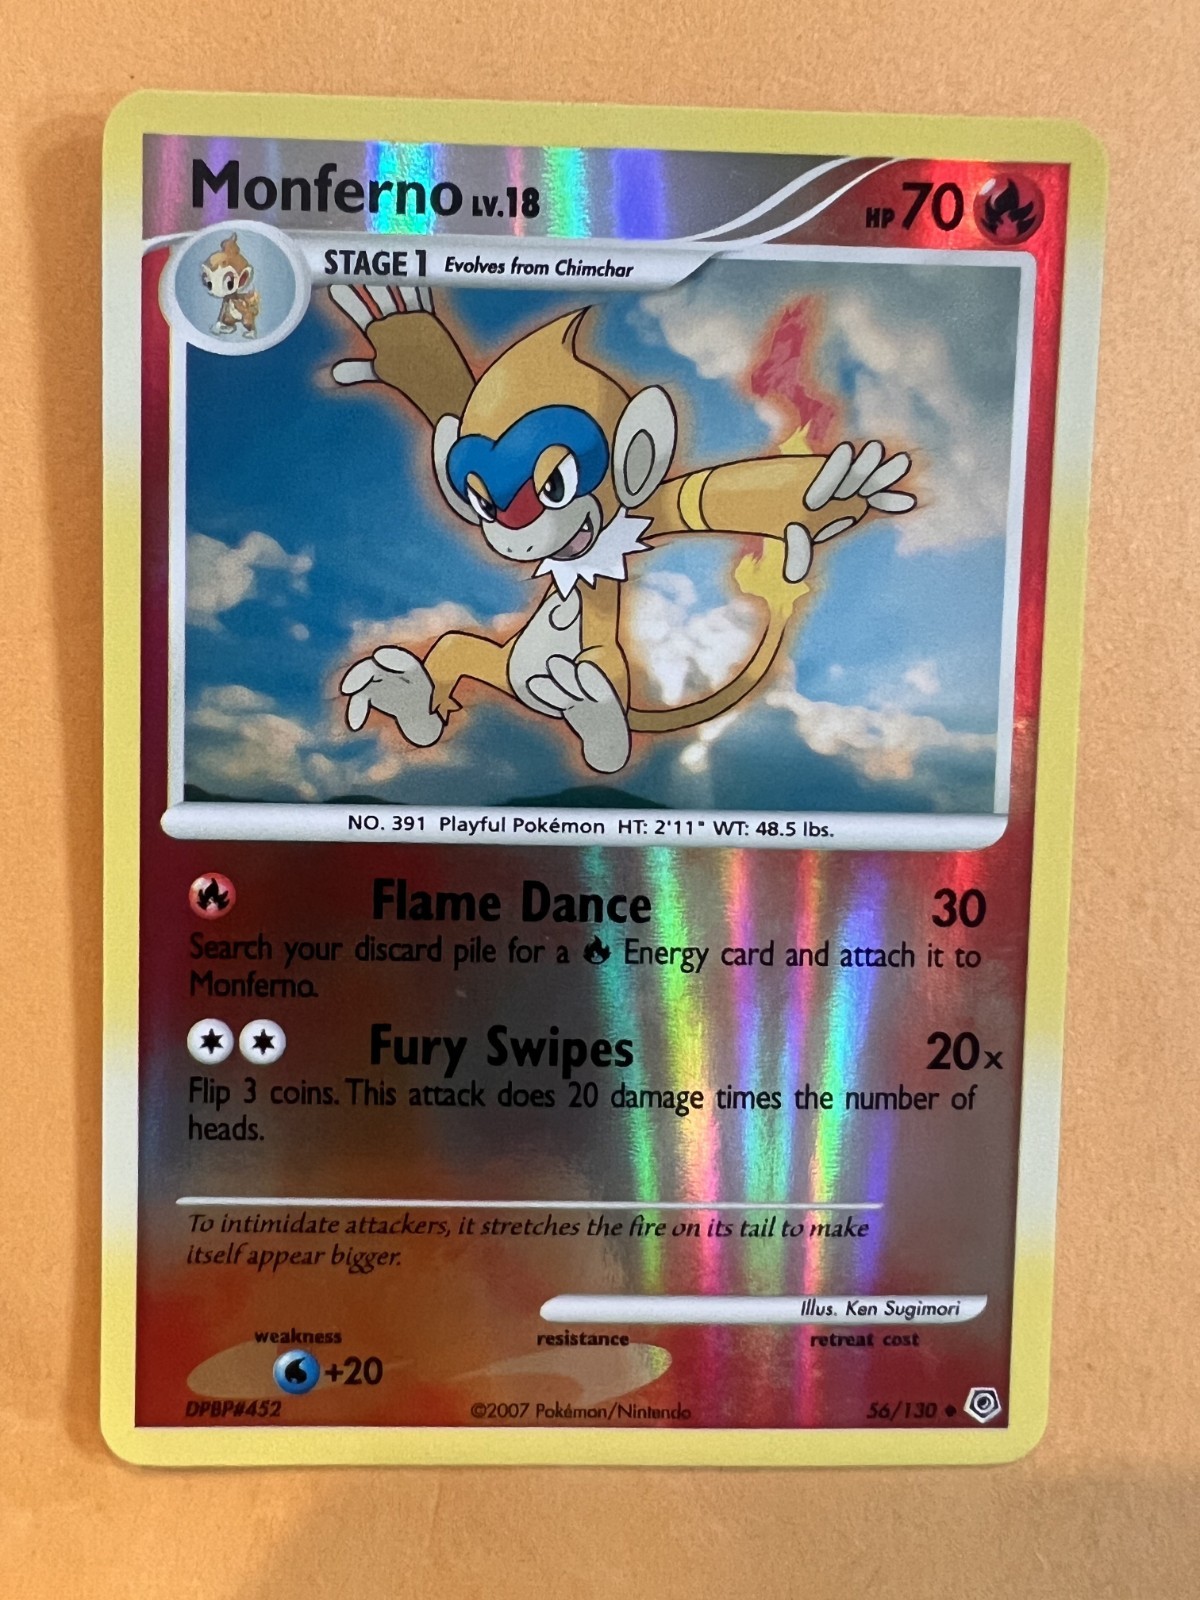 Monferno LV.18
HP 70
STAGE 1 Evolves from Chimchar
NO. 391 Playful Pokémon HT: 2'11" WT: 48.5 lbs.
Flame Dance 30
Search your discard pile for a Energy card and attach it to
Monferno.
Fury Swipes 20x
Flip 3 coins. This attack does 20 damage times the number of
heads.
To intimidate attackers, it stretches the fire on its tail to make
itself appear bigger.
Illus. Ken Sugimori
weakness resistance retreat cost
+20
DPBP#452 ©2007 Pokémon/Nintendo 56/130